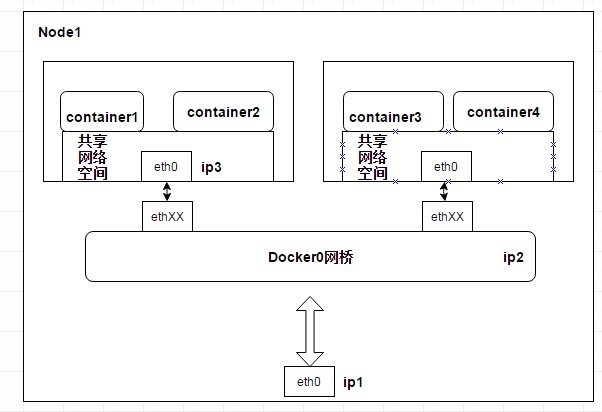 Node1
container1
container2
共享
网络
空间
eth0
ip3
container3
container4
共享
网络
空间
eth0
ethXX
ethXX
Docker0网桥
ip2
eth0
ip1